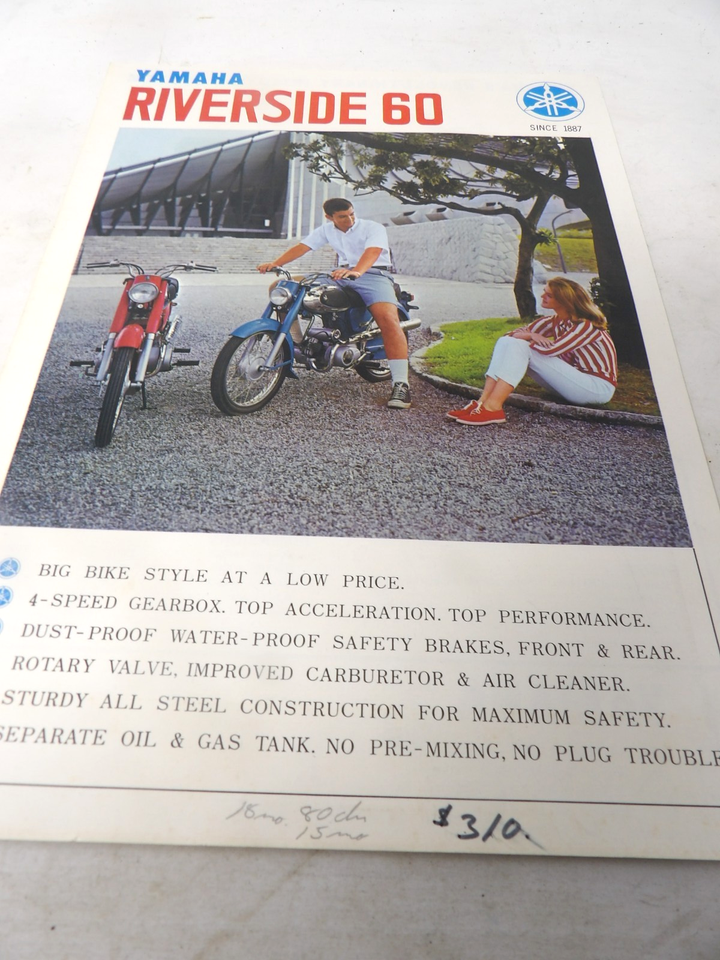 YAMAHA
RIVERSIDE 60
SINCE 1887
BIG BIKE STYLE AT A LOW PRICE.
4-SPEED GEARBOX. TOP ACCELERATION. TOP PERFORMANCE.
DUST-PROOF WATER-PROOF SAFETY BRAKES, FRONT & REAR.
ROTARY VALVE, IMPROVED CARBURETOR & AIR CLEANER.
STURDY ALL STEEL CONSTRUCTION FOR MAXIMUM SAFETY.
SEPARATE OIL & GAS TANK. NO PRE-MIXING, NO PLUG TROUBLE
$310.
15mo